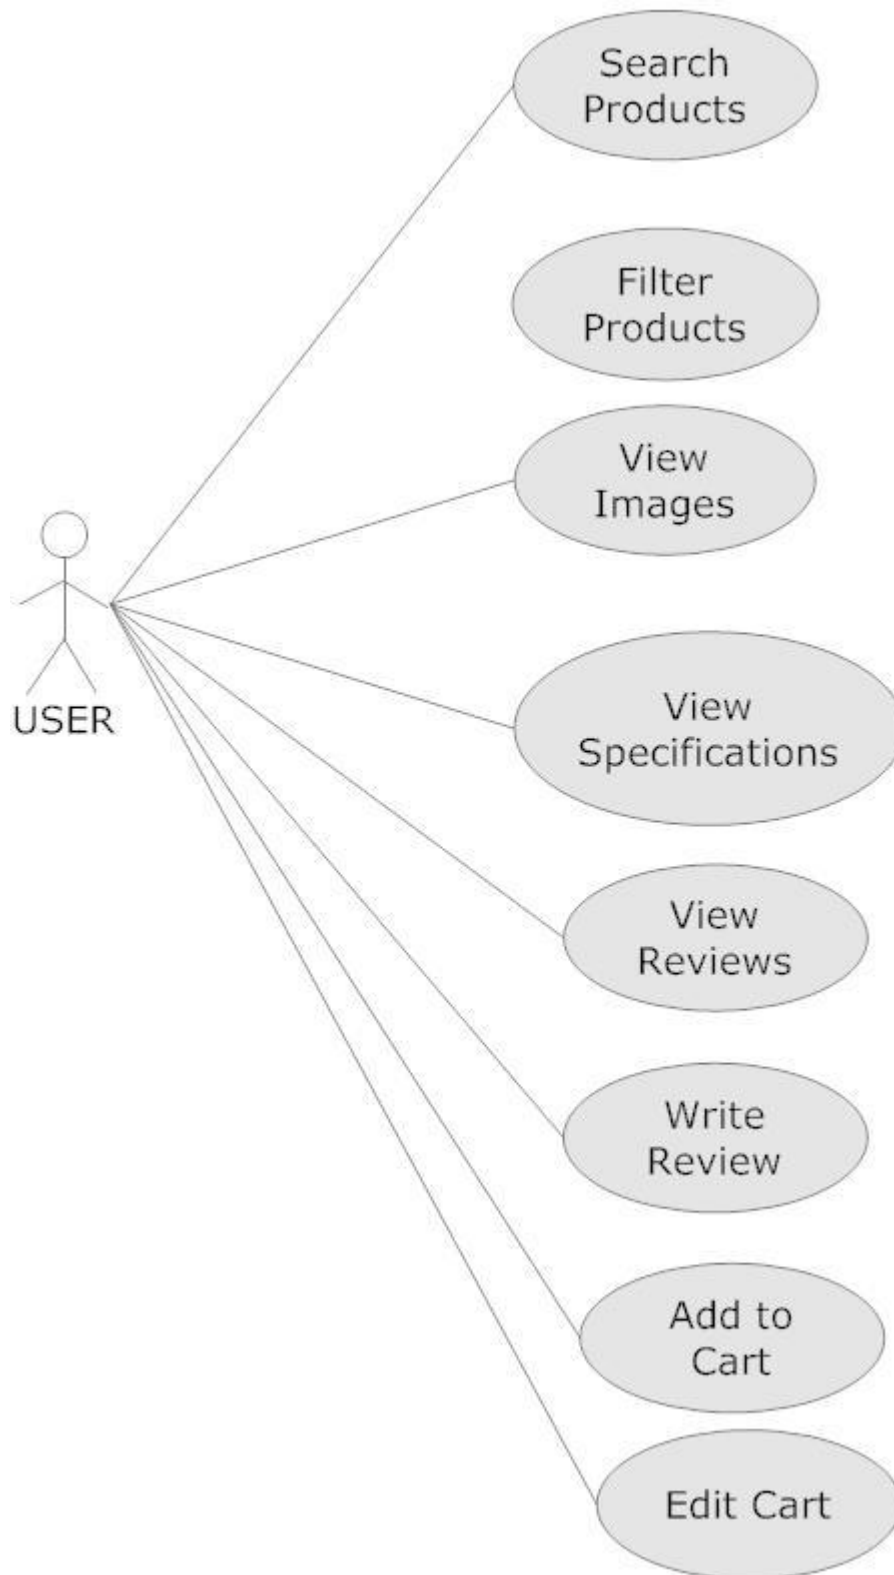 Search
Products
Filter
Products
View
Images
USER
View
Specifications
View
Reviews
Write
Review
Add to
Cart
Edit Cart